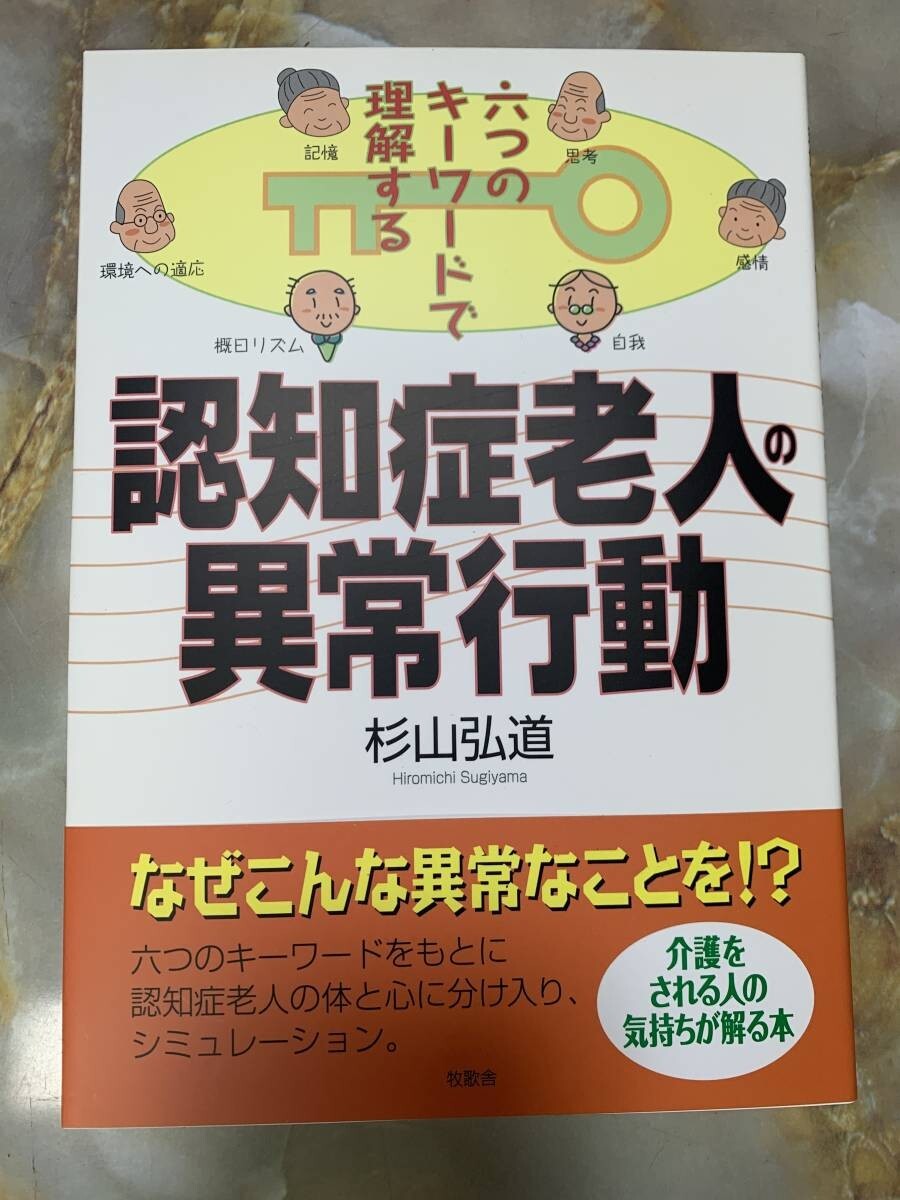 六つの
キーワードで
理解する
記憶
思考
環境への適応
感情
概日リズム
自我
認知症老人の
異常行動
杉山弘道
Hiromichi Sugiyama
なぜこんな異常なことを!?
六つのキーワードをもとに
認知症老人の体と心に分け入り、
シミュレーション。
介護を
される人の
気持ちが解る本
牧歌舎